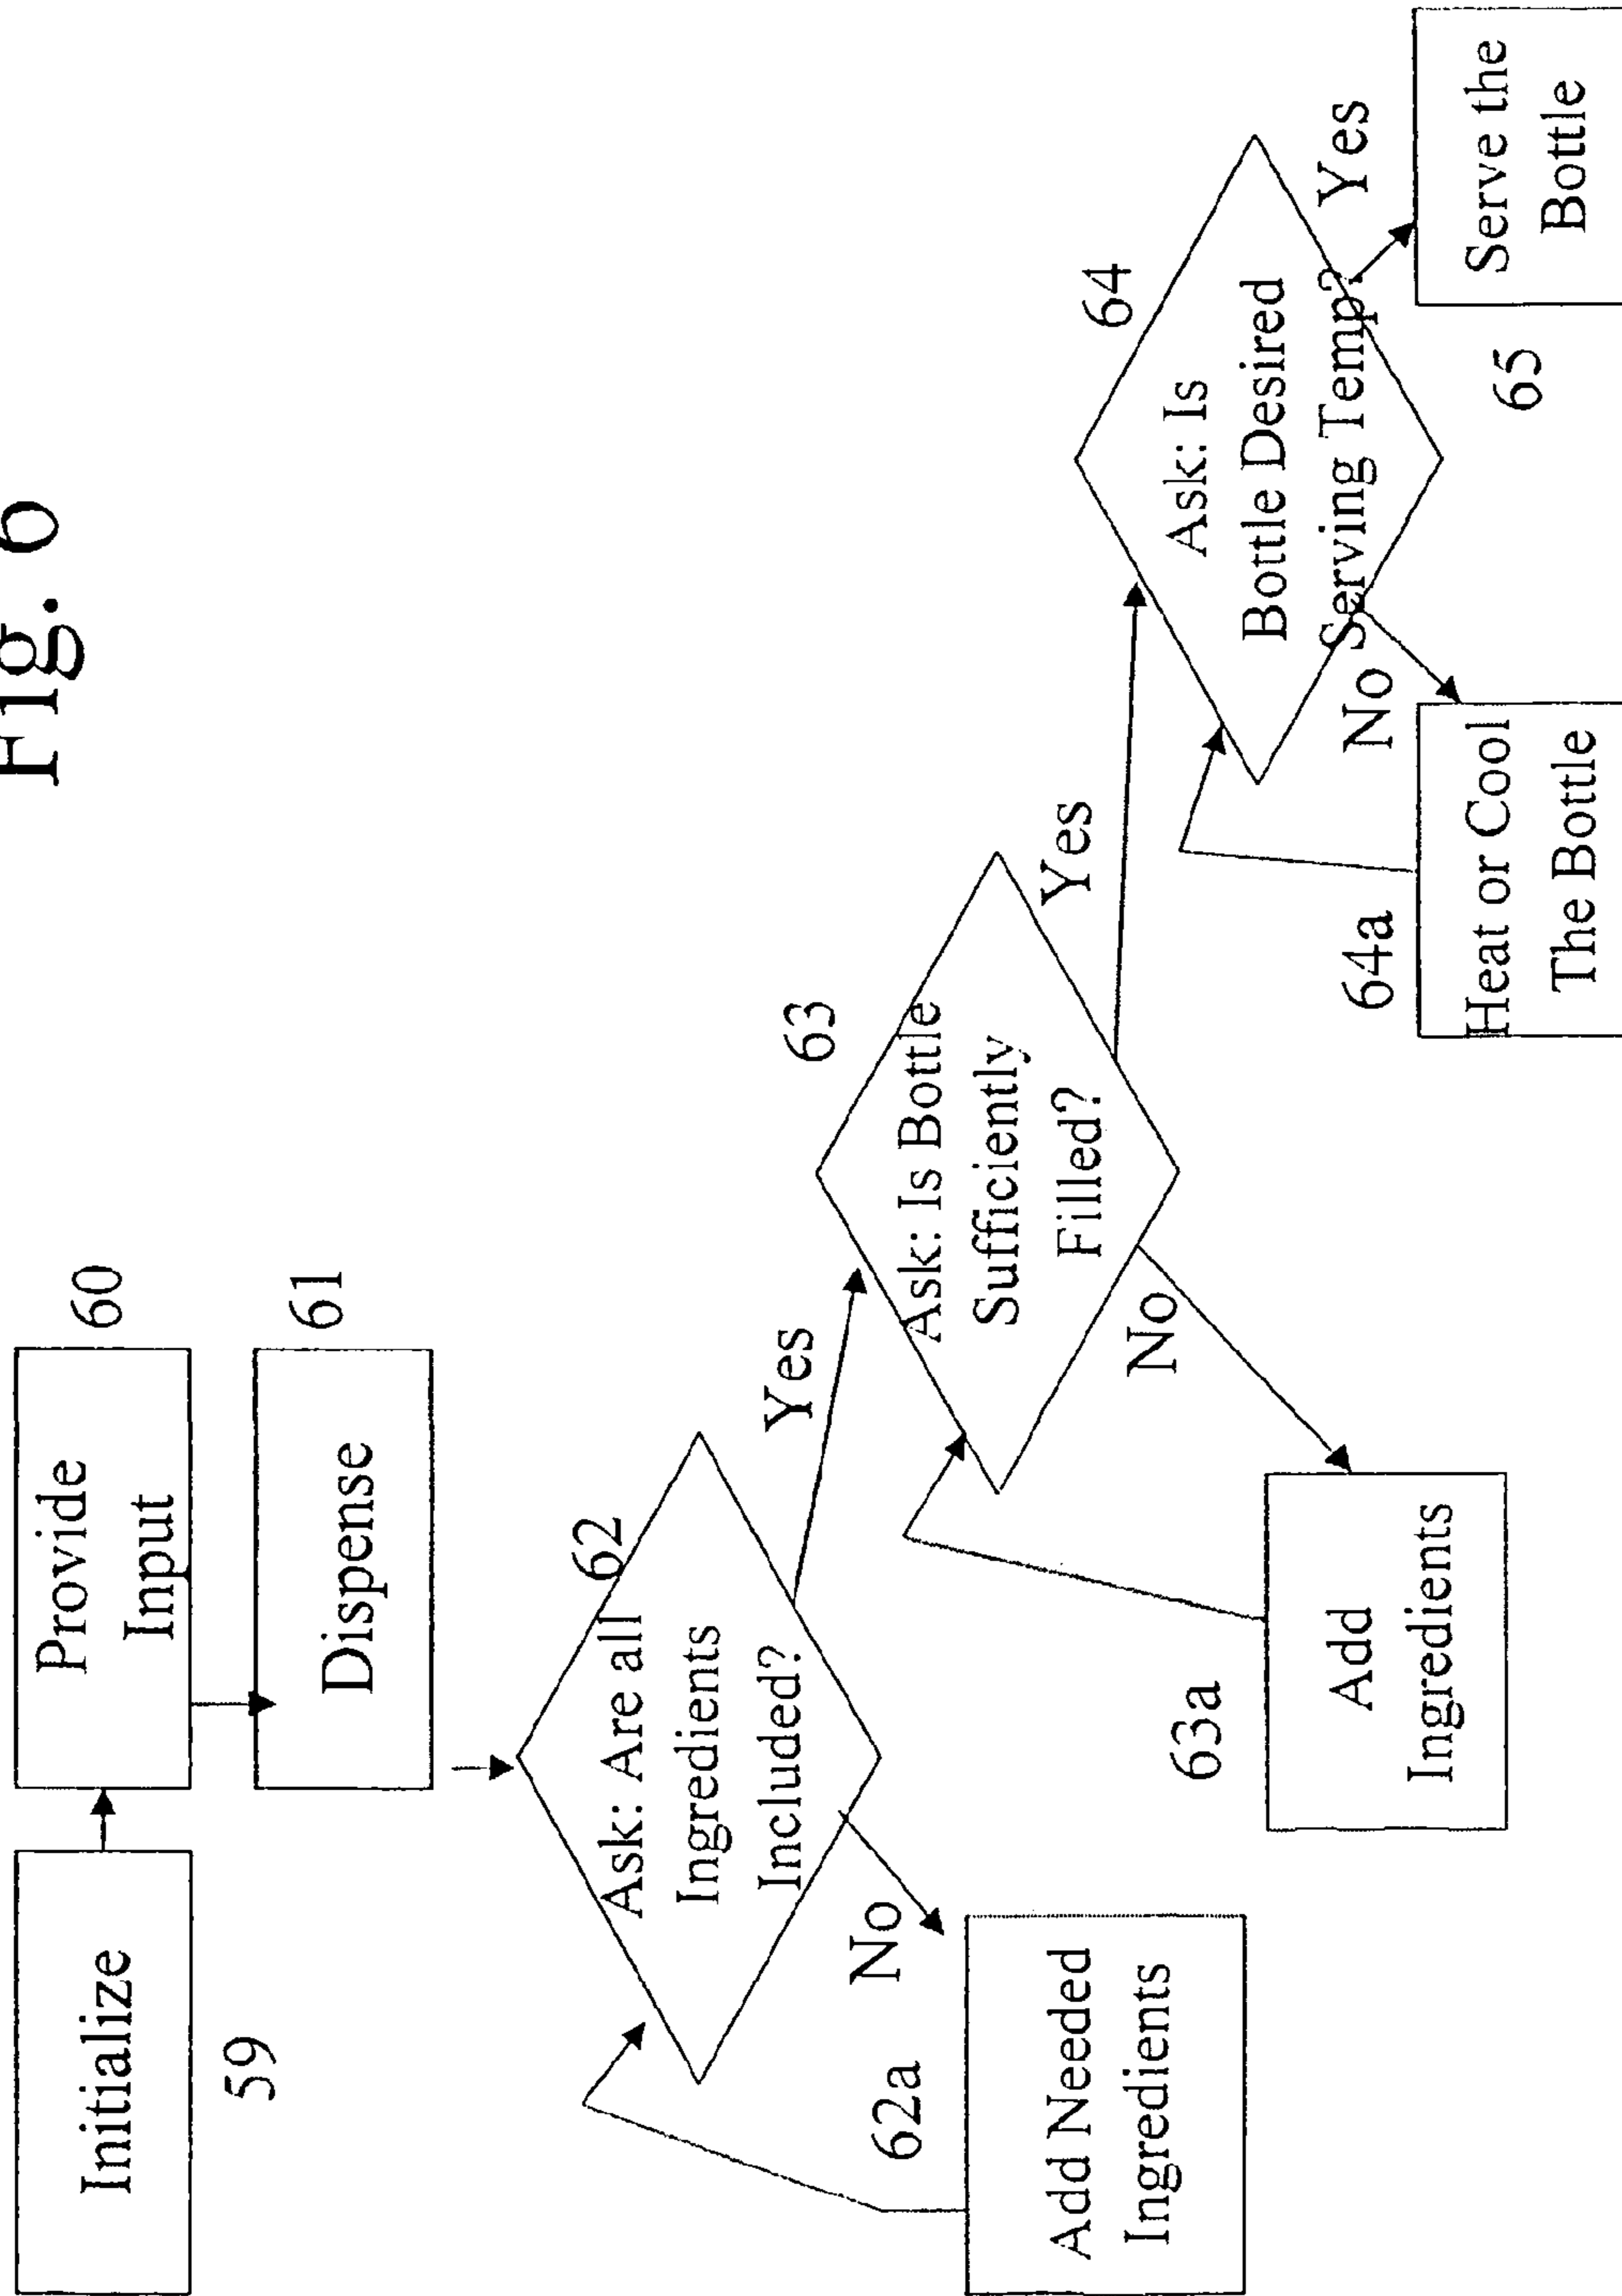 Fig. 6
Initialize
59
Provide
Input
60
Dispense
61
Ask: Are all
Ingredients
Included?
62
No
Yes
62a
Add Needed
Ingredients
Ask: Is Bottle
Sufficiently
Filled?
63
No
Yes
63a
Add
Ingredients
Ask: Is
Bottle Desired
Serving Temp?
64
No
Yes
64a
Heat or Cool
The Bottle
65
Serve the
Bottle